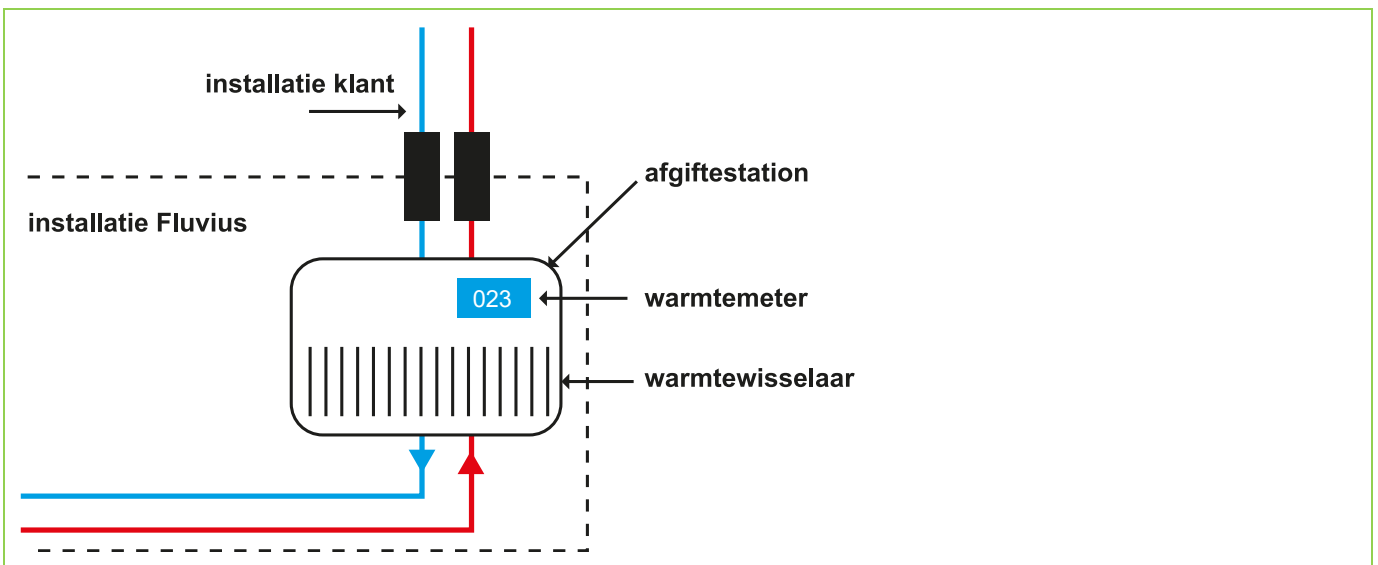 installatie klant
afgiftestation
installatie Fluvius
023
warmtemeter
warmtewisselaar